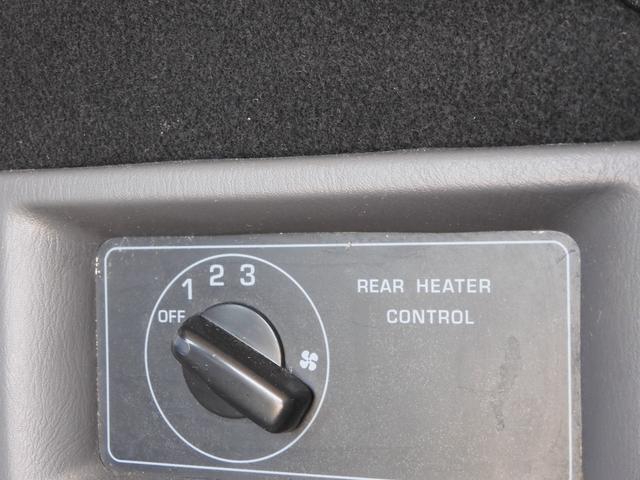 OFF 1 2 3
REAR HEATER
CONTROL